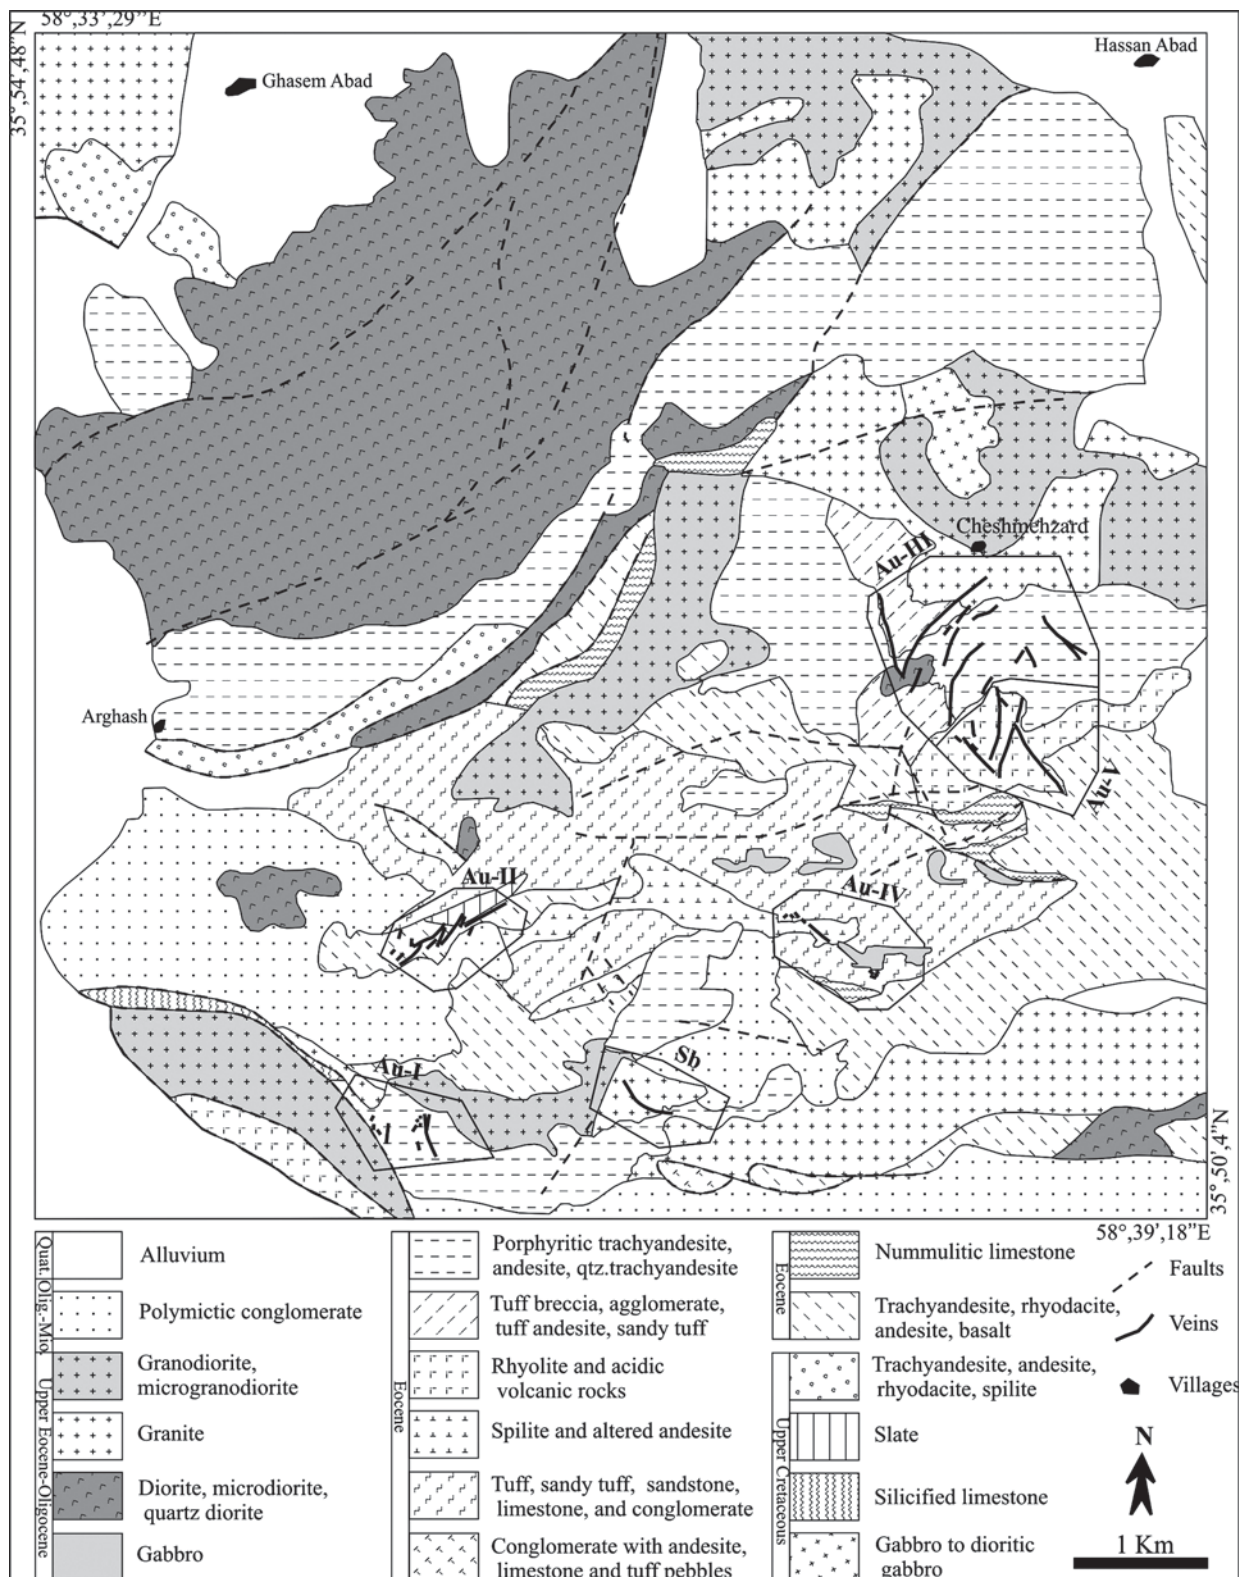 58°,33',29''E
35°,54',48''N
Hassan Abad
Ghasem Abad
Cheshmehzard
Au-III
Arghash
Au-V
Au-II
Au-IV
Au-I
Sb
35°,50',4''N
58°,39',18''E
Quat.
Olig.-Mio.
Upper Eocene-Oligocene
Alluvium
Polymictic conglomerate
Granodiorite,
microgranodiorite
Granite
Diorite, microdiorite,
quartz diorite
Gabbro
Eocene
Porphyritic trachyandesite,
andesite, qtz.trachyandesite
Tuff breccia, agglomerate,
tuff andesite, sandy tuff
Rhyolite and acidic
volcanic rocks
Spilite and altered andesite
Tuff, sandy tuff, sandstone,
limestone, and conglomerate
Conglomerate with andesite,
limestone and tuff pebbles
Eocene
Nummulitic limestone
Trachyandesite, rhyodacite,
andesite, basalt
Upper Cretaceous
Trachyandesite, andesite,
rhyodacite, spilite
Slate
Silicified limestone
Gabbro to dioritic
gabbro
Faults
Veins
Villages
N
1 Km